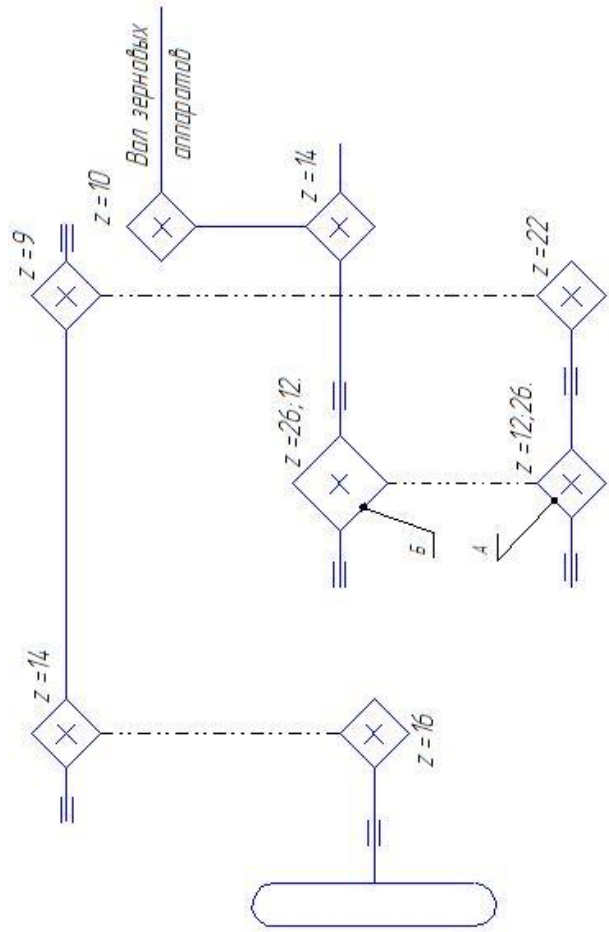 z =14
z =9
z =10
Вал зерновых
аппаратов
z =26;12.
z =14
Б
z =16
А
z =12;26.
z =22